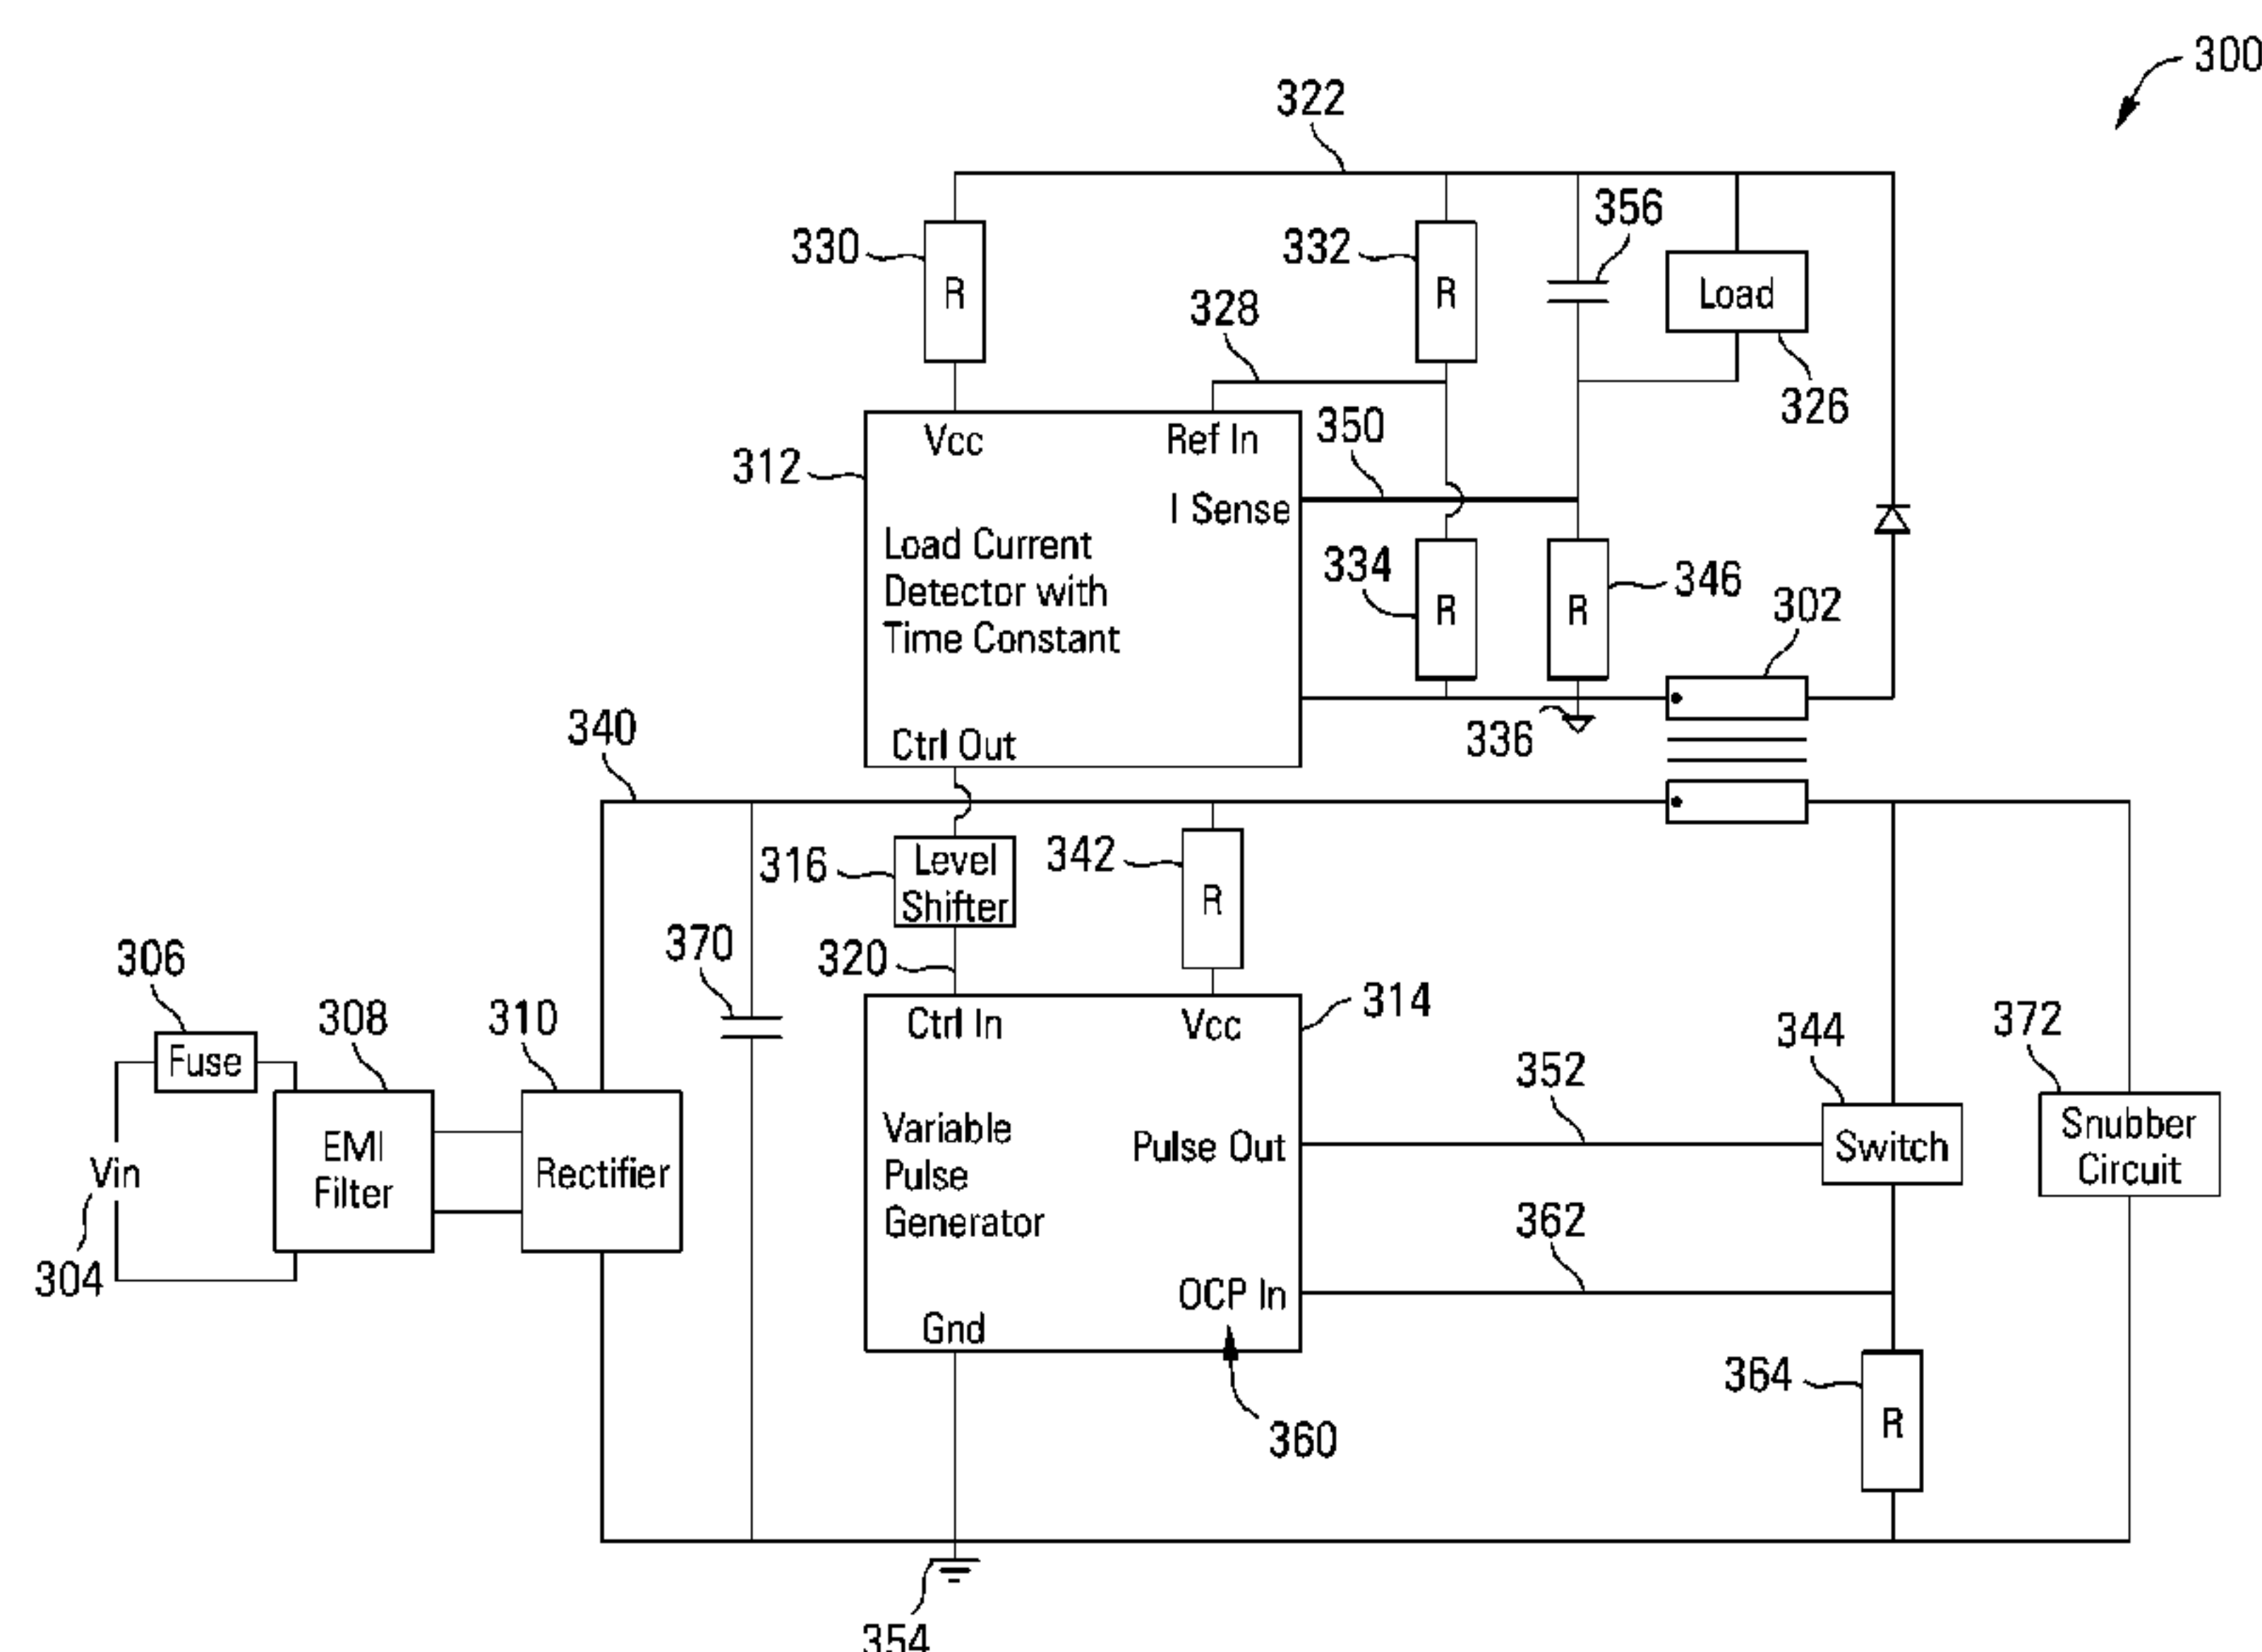 300
322
356
330
R
332
R
Load
328
326
350
312
Vcc
Ref In
I Sense
Load Current
Detector with
Time Constant
334
R
R
346
302
336
Ctrl Out
340
316
Level
Shifter
342
R
320
370
306
Fuse
308
310
EMI
Filter
Rectifier
Vin
304
Ctrl In
Vcc
314
Variable
Pulse
Generator
Pulse Out
352
344
Switch
372
Snubber
Circuit
362
OCP In
Gnd
360
364
R
354